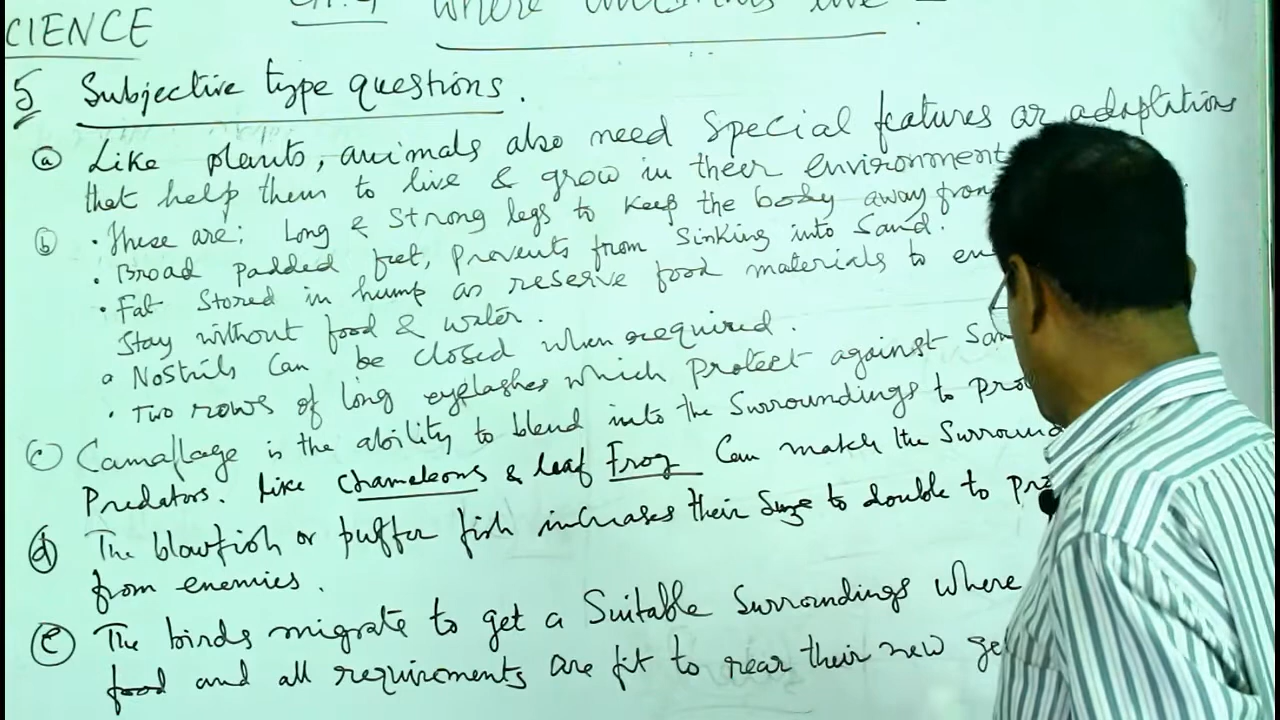 CIENCE Where animals live
5 Subjective type questions.
(a) Like plants, animals also need Special features or adaptations
that help them to live & grow in their environment
(b) • These are: Long & Strong legs to keep the body away from
• Broad padded feet, Prevents from Sinking into Sand.
• Fat Stored in hump as reserve food materials to
Stay without food & water.
• Nostrils Can be closed when required.
• Two rows of long eyelashes which Protect against
(c) Camaflage is the ability to blend into the Surroundings to
Predators. Like Chameleons & leaf Frog Can match the
(d) The blowfish or puffer fish increases their Size to double to
from enemies.
(e) The birds migrate to get a Suitable Surroundings where
food and all requirements are fit to rear their new